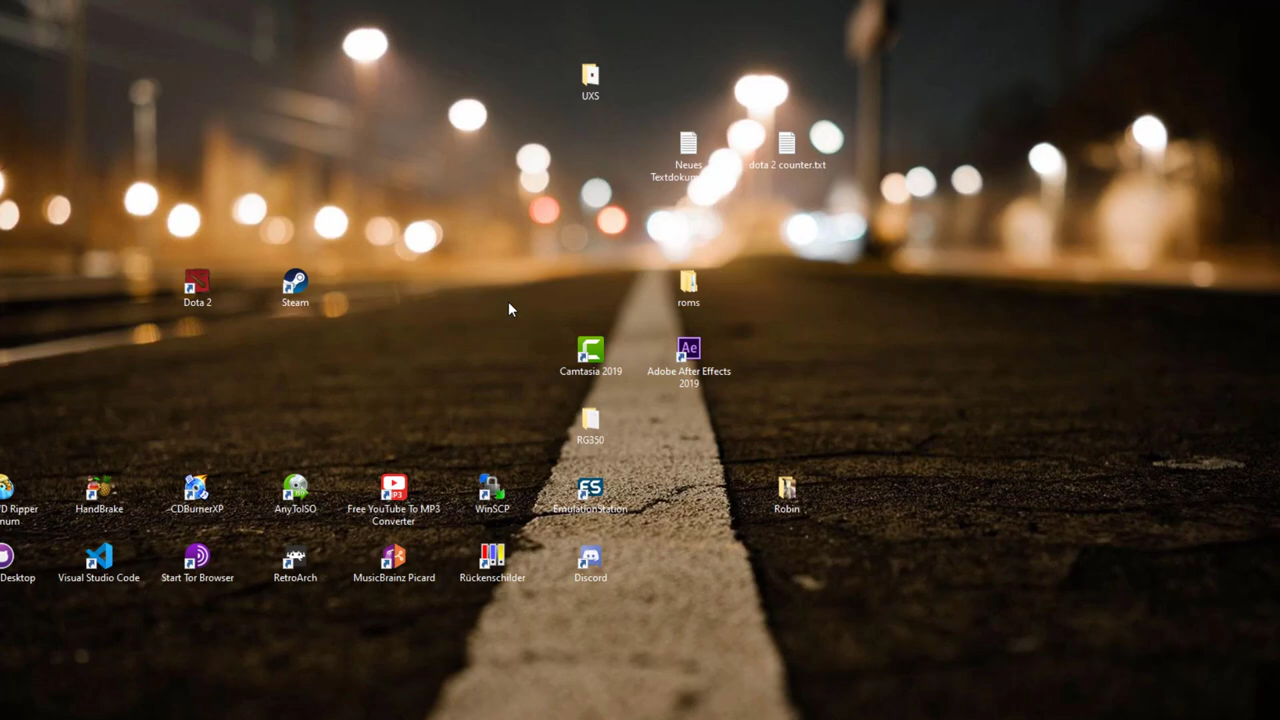 UXS
Neues
Textdokum
dota 2 counter.txt
Dota 2
Steam
roms
Camtasia 2019
Adobe After Effects
2019
Ae
RG350
D Ripper
num
HandBrake
-CDBurnerXP
AnyToISO
Free YouTube To MP3
Converter
WinSCP
ES
EmulationStation
Robin
Desktop
Visual Studio Code
Start Tor Browser
RetroArch
MusicBrainz Picard
Rückenschilder
Discord